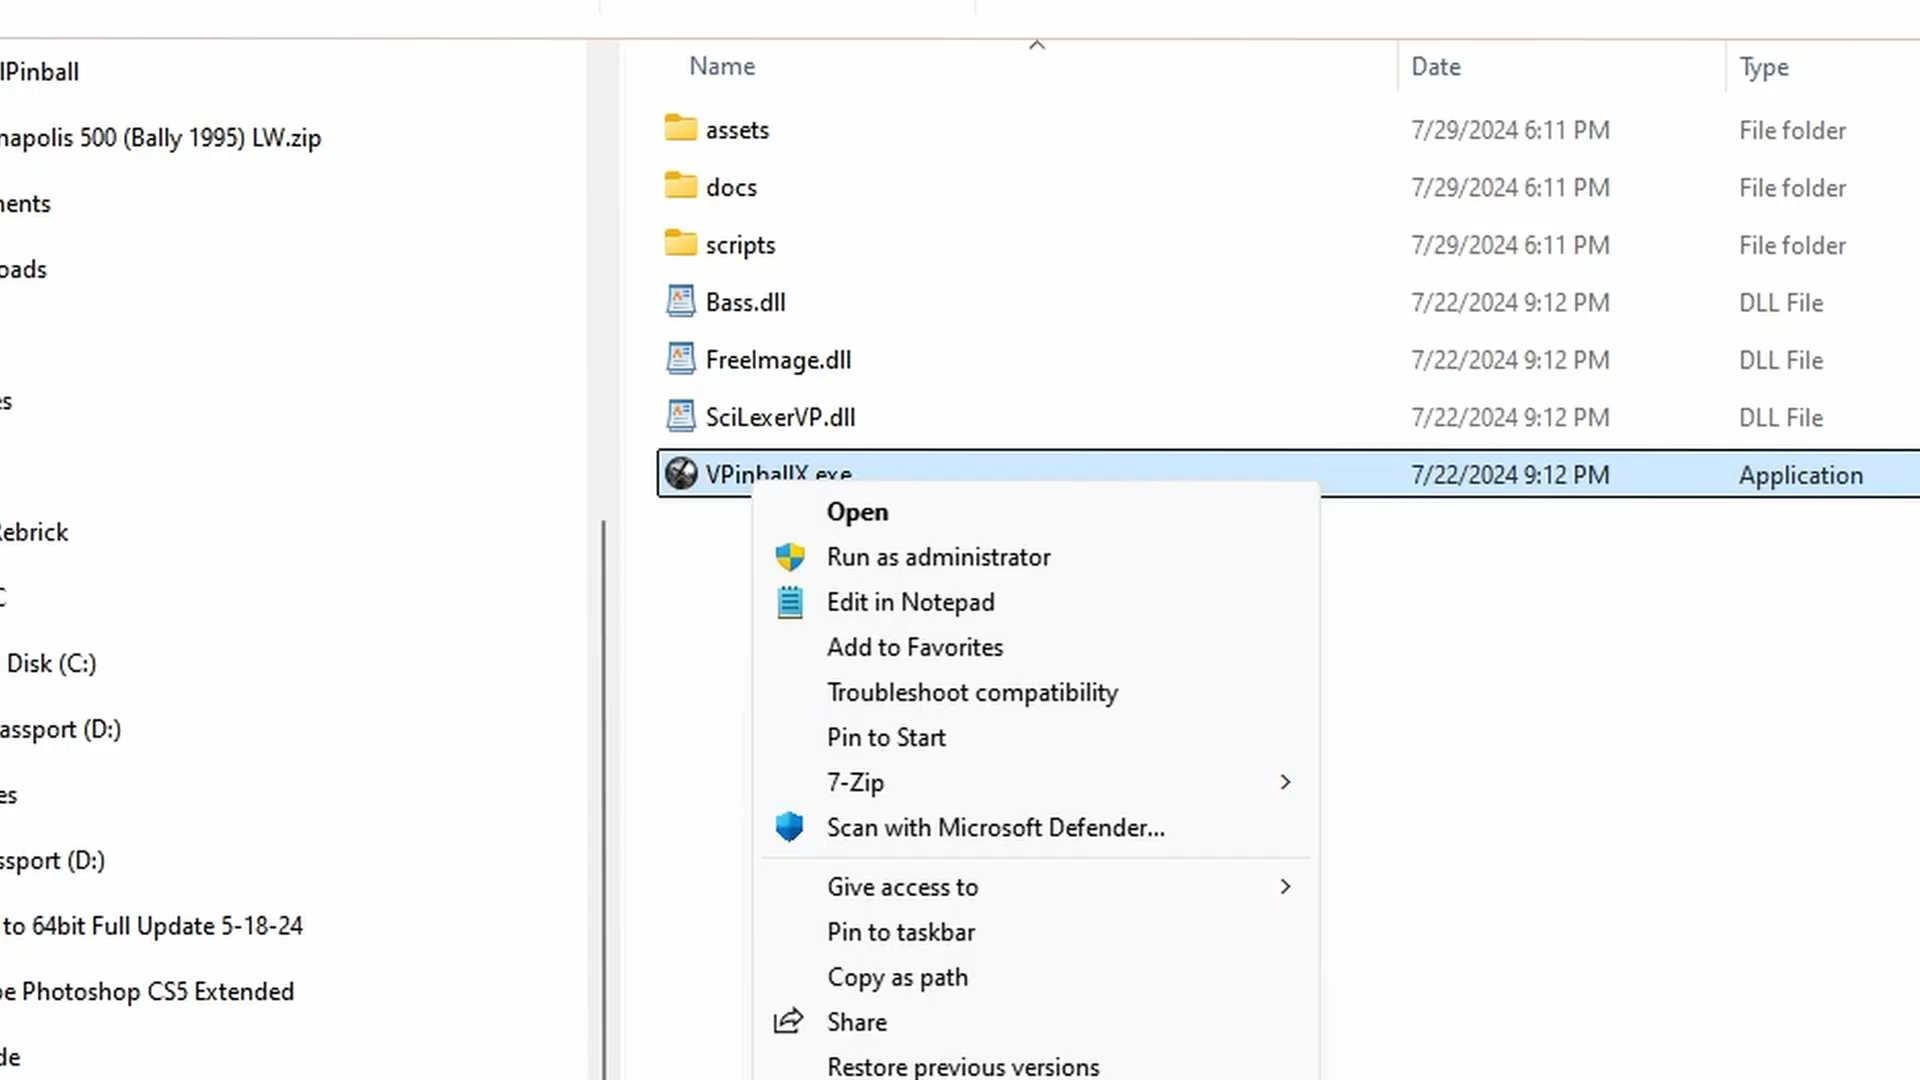 lPinball
napolis 500 (Bally 1995) LW.zip
nents
oads
es
Rebrick
C
Disk (C:)
assport (D:)
es
ssport (D:)
to 64bit Full Update 5-18-24
be Photoshop CS5 Extended
de
Name Date Type
assets 7/29/2024 6:11 PM File folder
docs 7/29/2024 6:11 PM File folder
scripts 7/29/2024 6:11 PM File folder
Bass.dll 7/22/2024 9:12 PM DLL File
FreeImage.dll 7/22/2024 9:12 PM DLL File
SciLexerVP.dll 7/22/2024 9:12 PM DLL File
VPinballX.exe 7/22/2024 9:12 PM Application
Open
Run as administrator
Edit in Notepad
Add to Favorites
Troubleshoot compatibility
Pin to Start
7-Zip
Scan with Microsoft Defender...
Give access to
Pin to taskbar
Copy as path
Share
Restore previous versions